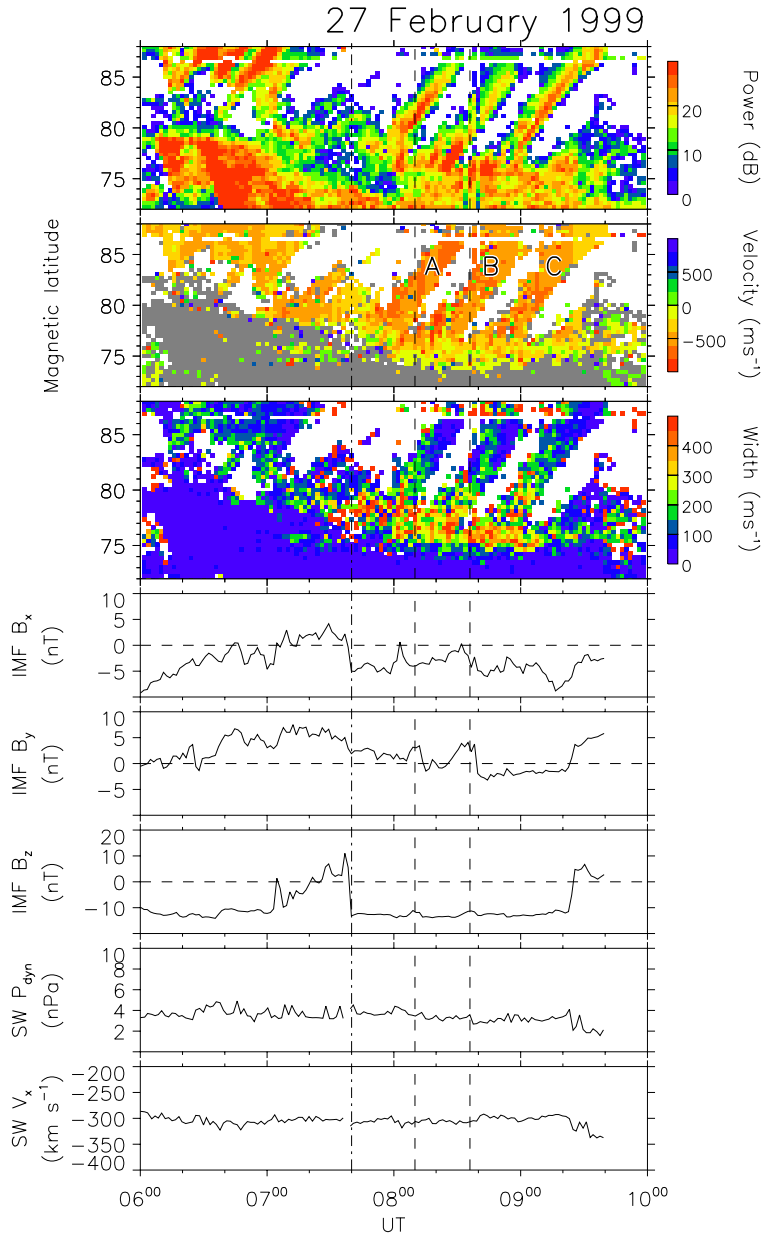 27 February 1999
85
80
75
20
10
0
Power (dB)
Magnetic latitude
85
80
75
A
B
C
500
0
−500
Velocity (ms⁻¹)
85
80
75
400
300
200
100
0
Width (ms⁻¹)
10
5
0
−5
IMF Bx
(nT)
10
5
0
−5
IMF By
(nT)
20
10
0
−10
IMF Bz
(nT)
10
8
6
4
2
SW Pdyn
(nPa)
−200
−250
−300
−350
−400
SW Vx
(km s⁻¹)
06⁰⁰ 07⁰⁰ 08⁰⁰ 09⁰⁰ 10⁰⁰
UT